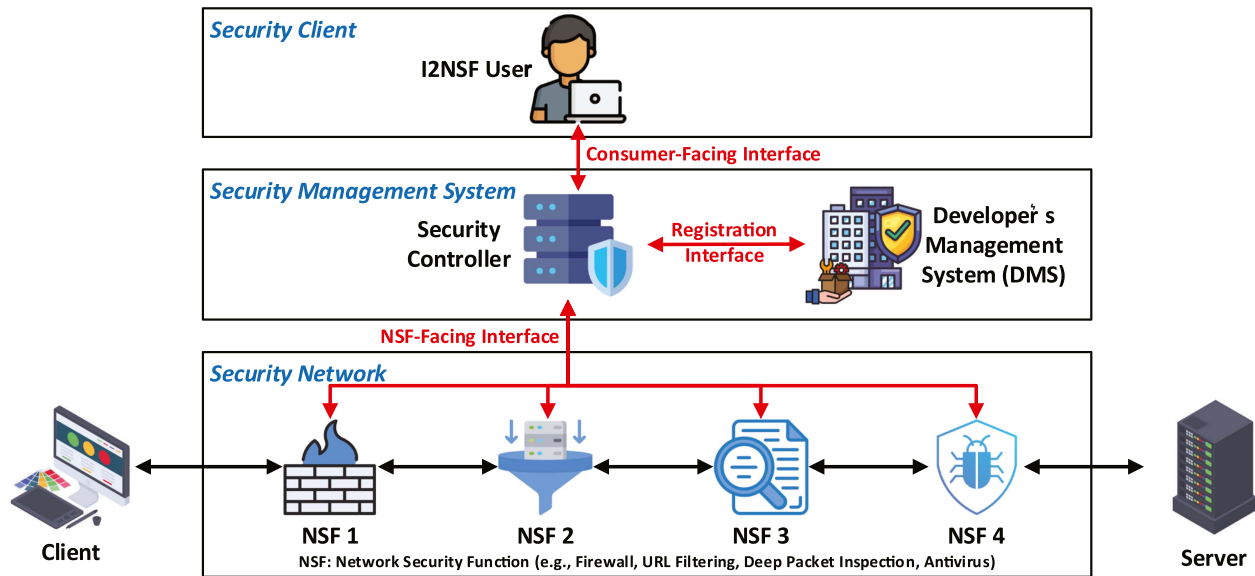 Security Client
I2NSF User
Consumer-Facing Interface
Security Management System
Security
Controller
Registration
Interface
Developer's
Management
System (DMS)
NSF-Facing Interface
Security Network
Client
NSF 1
NSF 2
NSF 3
NSF 4
Server
NSF: Network Security Function (e.g., Firewall, URL Filtering, Deep Packet Inspection, Antivirus)